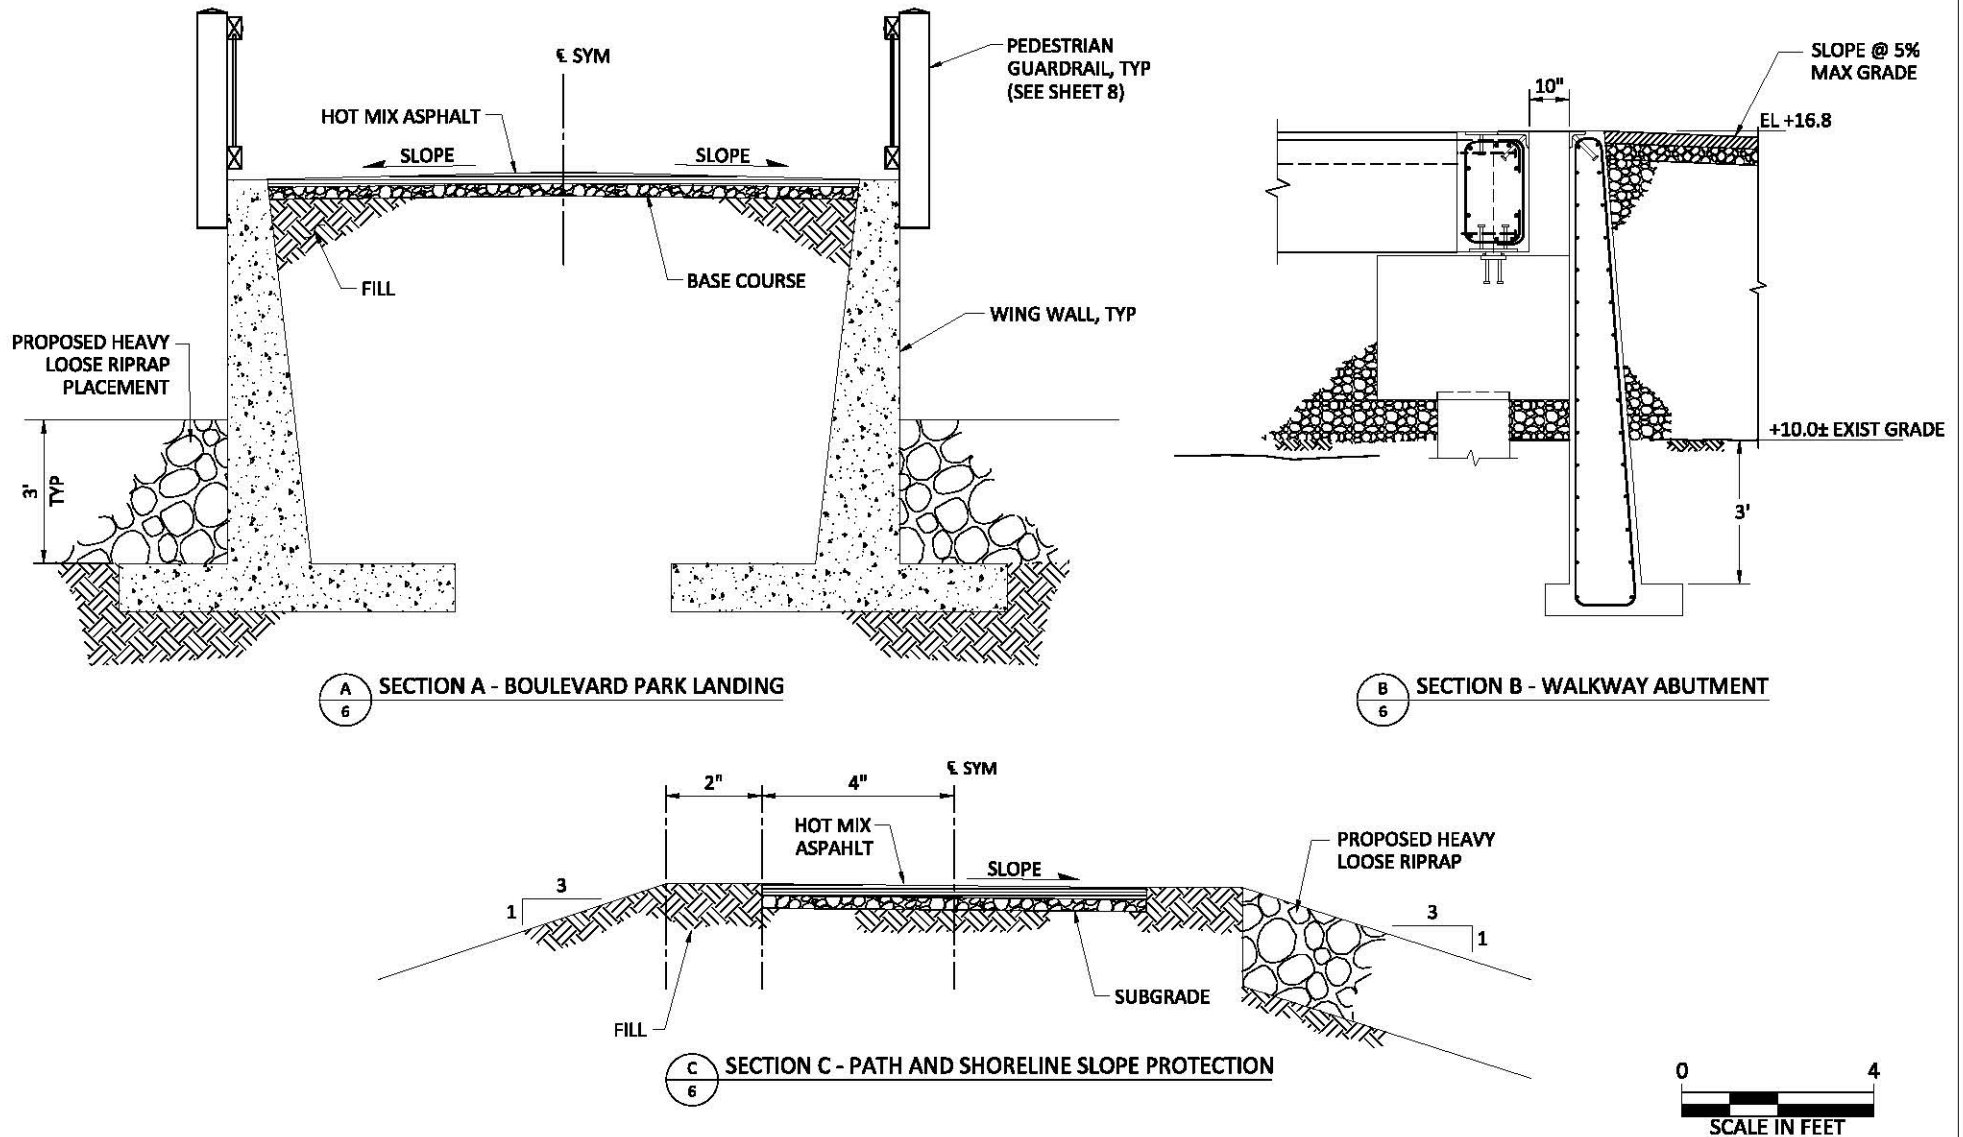 ℄ SYM
PEDESTRIAN
GUARDRAIL, TYP
(SEE SHEET 8)
HOT MIX ASPHALT
SLOPE
SLOPE
FILL
BASE COURSE
WING WALL, TYP
PROPOSED HEAVY
LOOSE RIPRAP
PLACEMENT
3'
TYP
A
6
SECTION A - BOULEVARD PARK LANDING
10"
SLOPE @ 5%
MAX GRADE
EL +16.8
+10.0± EXIST GRADE
3'
B
6
SECTION B - WALKWAY ABUTMENT
2"
4"
℄ SYM
HOT MIX
ASPAHLT
SLOPE
PROPOSED HEAVY
LOOSE RIPRAP
3
1
3
1
SUBGRADE
FILL
C
6
SECTION C - PATH AND SHORELINE SLOPE PROTECTION
0 4
SCALE IN FEET